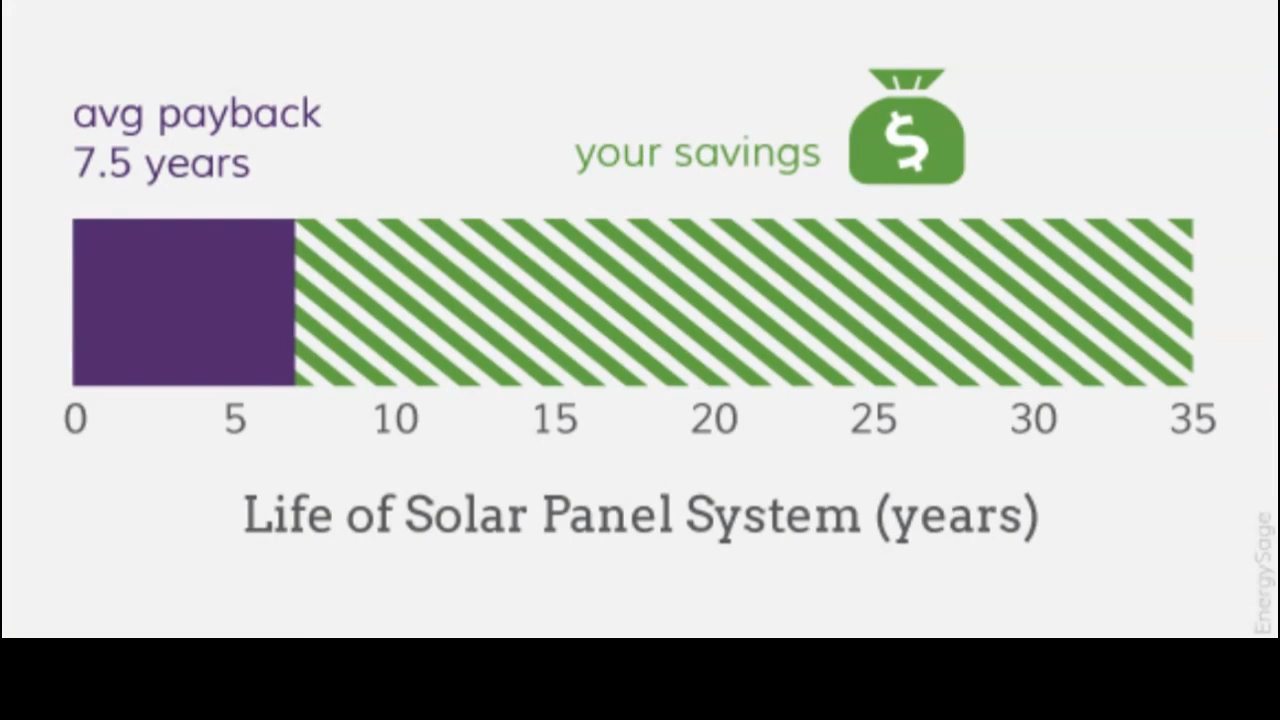 avg payback
7.5 years
your savings
$
0 5 10 15 20 25 30 35
Life of Solar Panel System (years)
EnergySage